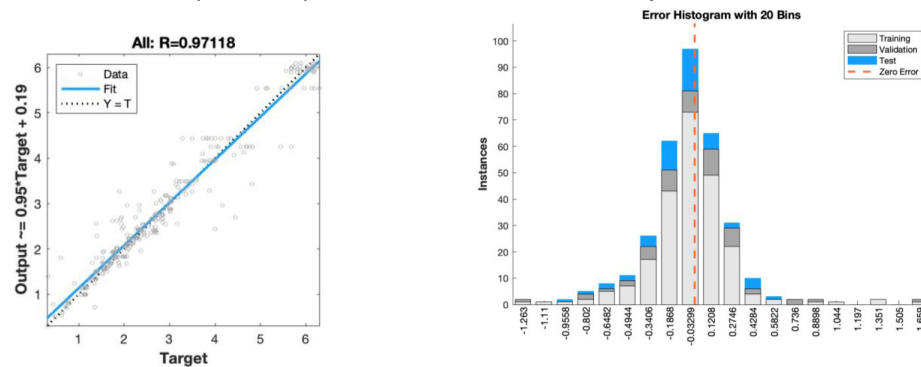 All: R=0.97118
Data
Fit
Y = T
Output ~= 0.95*Target + 0.19
6
5
4
3
2
1
1 2 3 4 5 6
Target
Error Histogram with 20 Bins
Training
Validation
Test
Zero Error
Instances
100
90
80
70
60
50
40
30
20
10
0
-1.263 -1.11 -0.9558 -0.802 -0.6482 -0.4944 -0.3406 -0.1868 -0.03299 0.1208 0.2746 0.4284 0.5822 0.736 0.8898 1.044 1.197 1.351 1.505 1.659